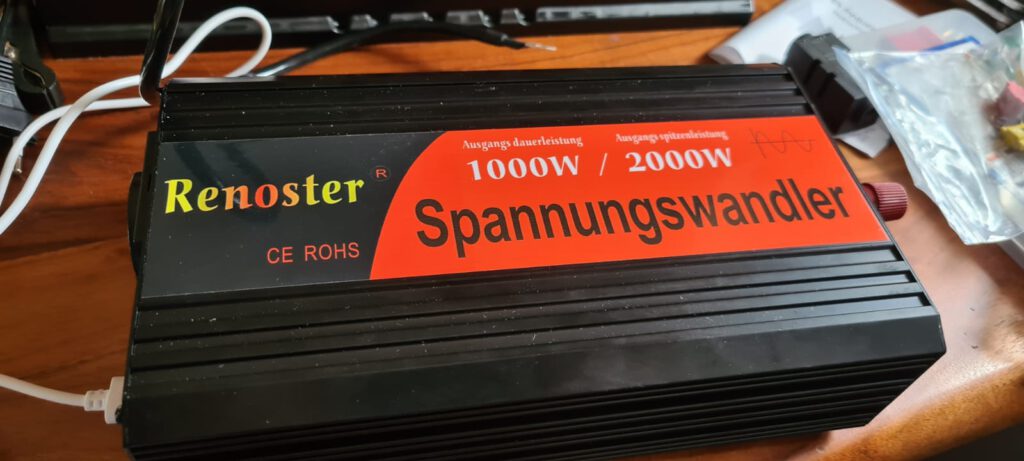 Renoster ®
CE ROHS
Ausgangs dauerleistung
Ausgangs spitzenleistung
1000W / 2000W
Spannungswandler